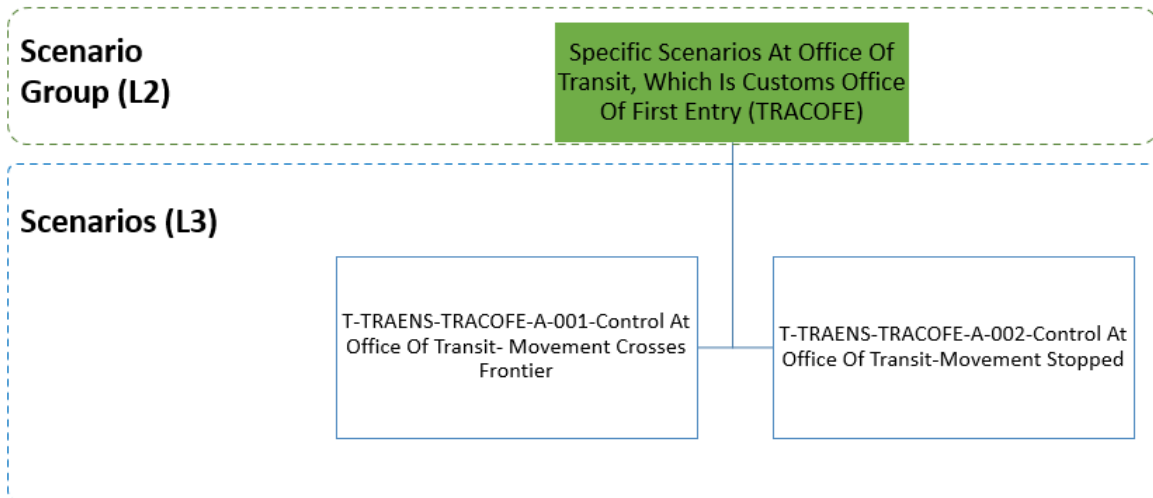 Scenario
Group (L2)
Specific Scenarios At Office Of
Transit, Which Is Customs Office
Of First Entry (TRACOFE)
Scenarios (L3)
T-TRAENS-TRACOFE-A-001-Control At
Office Of Transit- Movement Crosses
Frontier
T-TRAENS-TRACOFE-A-002-Control At
Office Of Transit-Movement Stopped